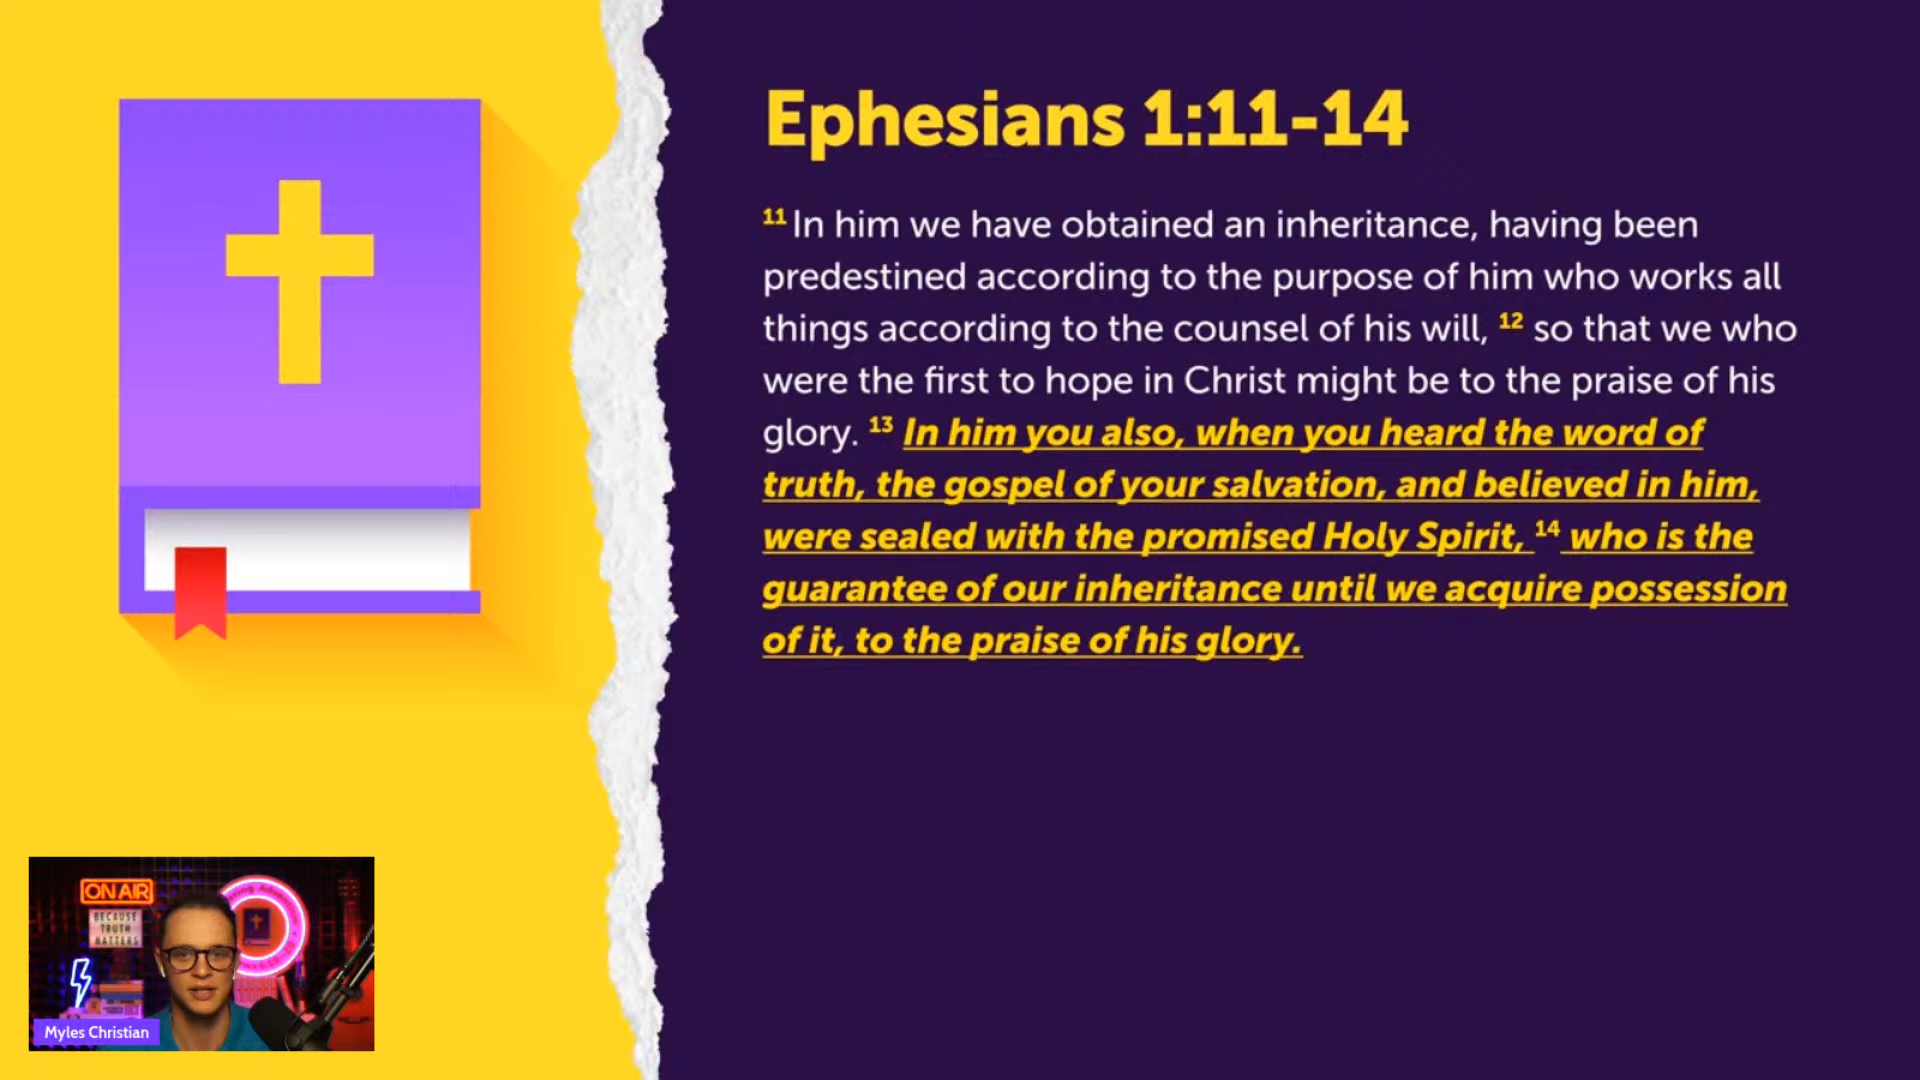 Ephesians 1:11-14
11 In him we have obtained an inheritance, having been
predestined according to the purpose of him who works all
things according to the counsel of his will, 12 so that we who
were the first to hope in Christ might be to the praise of his
glory. 13 In him you also, when you heard the word of
truth, the gospel of your salvation, and believed in him,
were sealed with the promised Holy Spirit, 14 who is the
guarantee of our inheritance until we acquire possession
of it, to the praise of his glory.
ON AIR
BECAUSE
TRUTH
MATTERS
Myles Christian